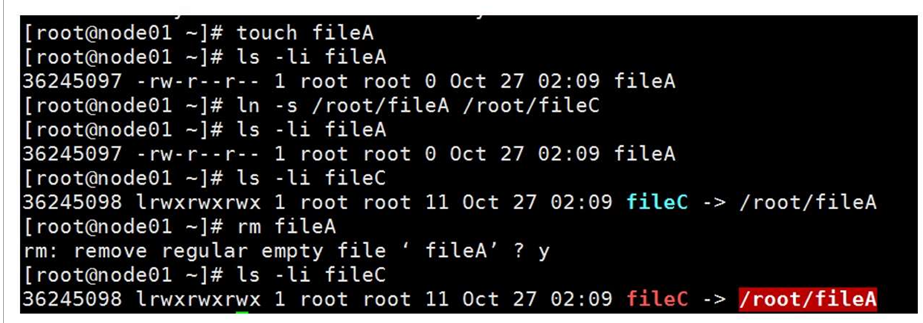 [root@node01 ~]# touch fileA
[root@node01 ~]# ls -li fileA
36245097 -rw-r--r-- 1 root root 0 Oct 27 02:09 fileA
[root@node01 ~]# ln -s /root/fileA /root/fileC
[root@node01 ~]# ls -li fileA
36245097 -rw-r--r-- 1 root root 0 Oct 27 02:09 fileA
[root@node01 ~]# ls -li fileC
36245098 lrwxrwxrwx 1 root root 11 Oct 27 02:09 fileC -> /root/fileA
[root@node01 ~]# rm fileA
rm: remove regular empty file ‘ fileA’ ? y
[root@node01 ~]# ls -li fileC
36245098 lrwxrwxrwx 1 root root 11 Oct 27 02:09 fileC -> /root/fileA